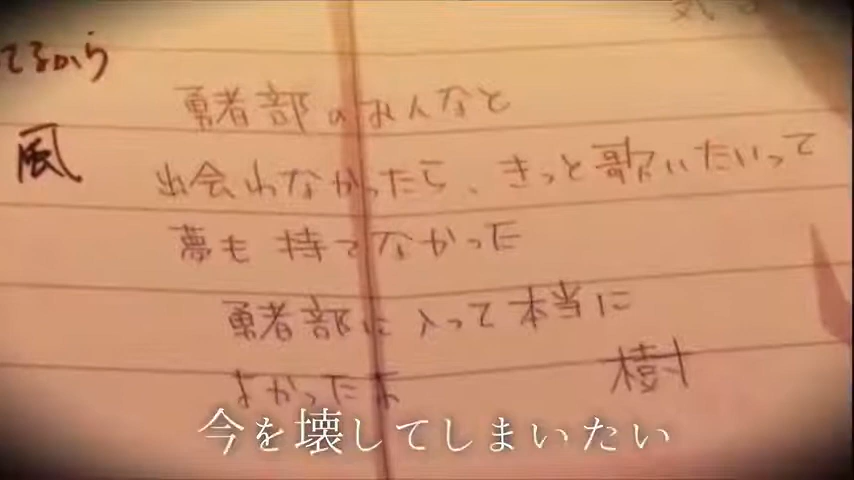 てるから
風
勇者部のみんなと
出会わなかったら、きっと歌いたいって
夢も持てなかった
勇者部に入って本当に
よかったよ
樹
今を壊してしまいたい